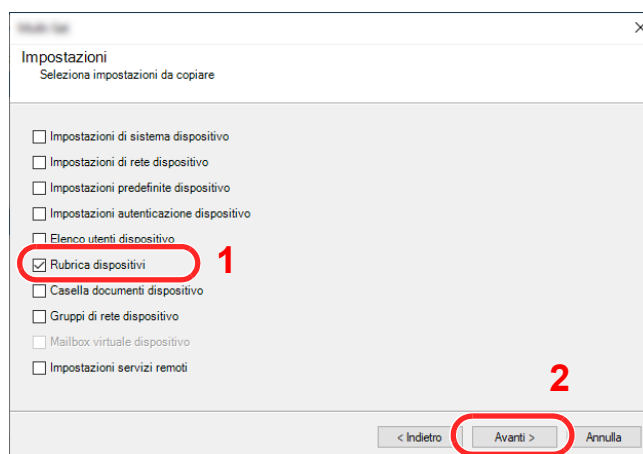 Impostazioni
Seleziona impostazioni da copiare
Impostazioni di sistema dispositivo
Impostazioni di rete dispositivo
Impostazioni predefinite dispositivo
Impostazioni autenticazione dispositivo
Elenco utenti dispositivo
Rubrica dispositivi
1
Casella documenti dispositivo
Gruppi di rete dispositivo
Mailbox virtuale dispositivo
Impostazioni servizi remoti
2
< Indietro Avanti > Annulla